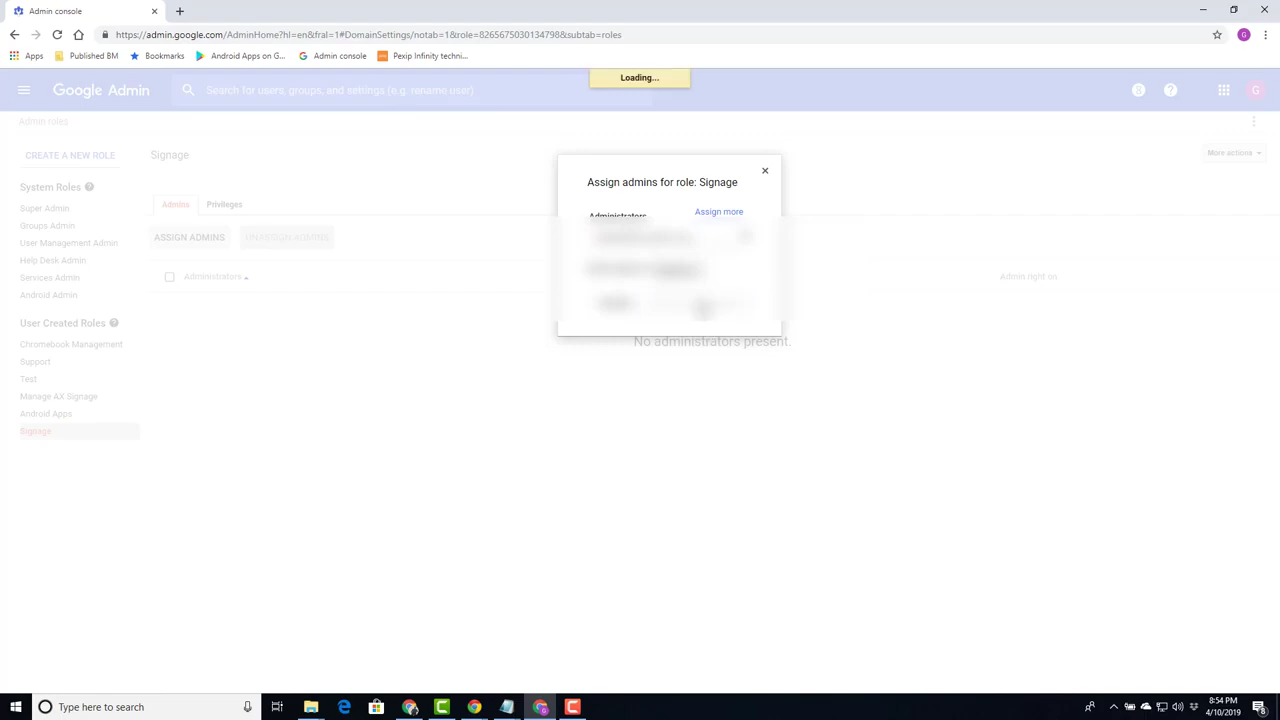 Admin console
https://admin.google.com/AdminHome?hl=en&fral=1#DomainSettings/notab=1&role=8265675030134798&subtab=roles
G
Apps Published BM Bookmarks Android Apps on G... Admin console Pexip Infinity techni...
Loading...
Google Admin Search for users, groups, and settings (e.g. rename user) 8 ? G
Admin roles
CREATE A NEW ROLE
Signage
More actions
System Roles ?
Super Admin
Groups Admin
User Management Admin
Help Desk Admin
Services Admin
Android Admin
User Created Roles ?
Chromebook Management
Support
Test
Manage AX Signage
Android Apps
Signage
Admins Privileges
ASSIGN ADMINS UNASSIGN ADMINS
Administrators Admin right on
No administrators present.
Assign admins for role: Signage
Administrators Assign more
Type here to search
8:54 PM
4/10/2019
8